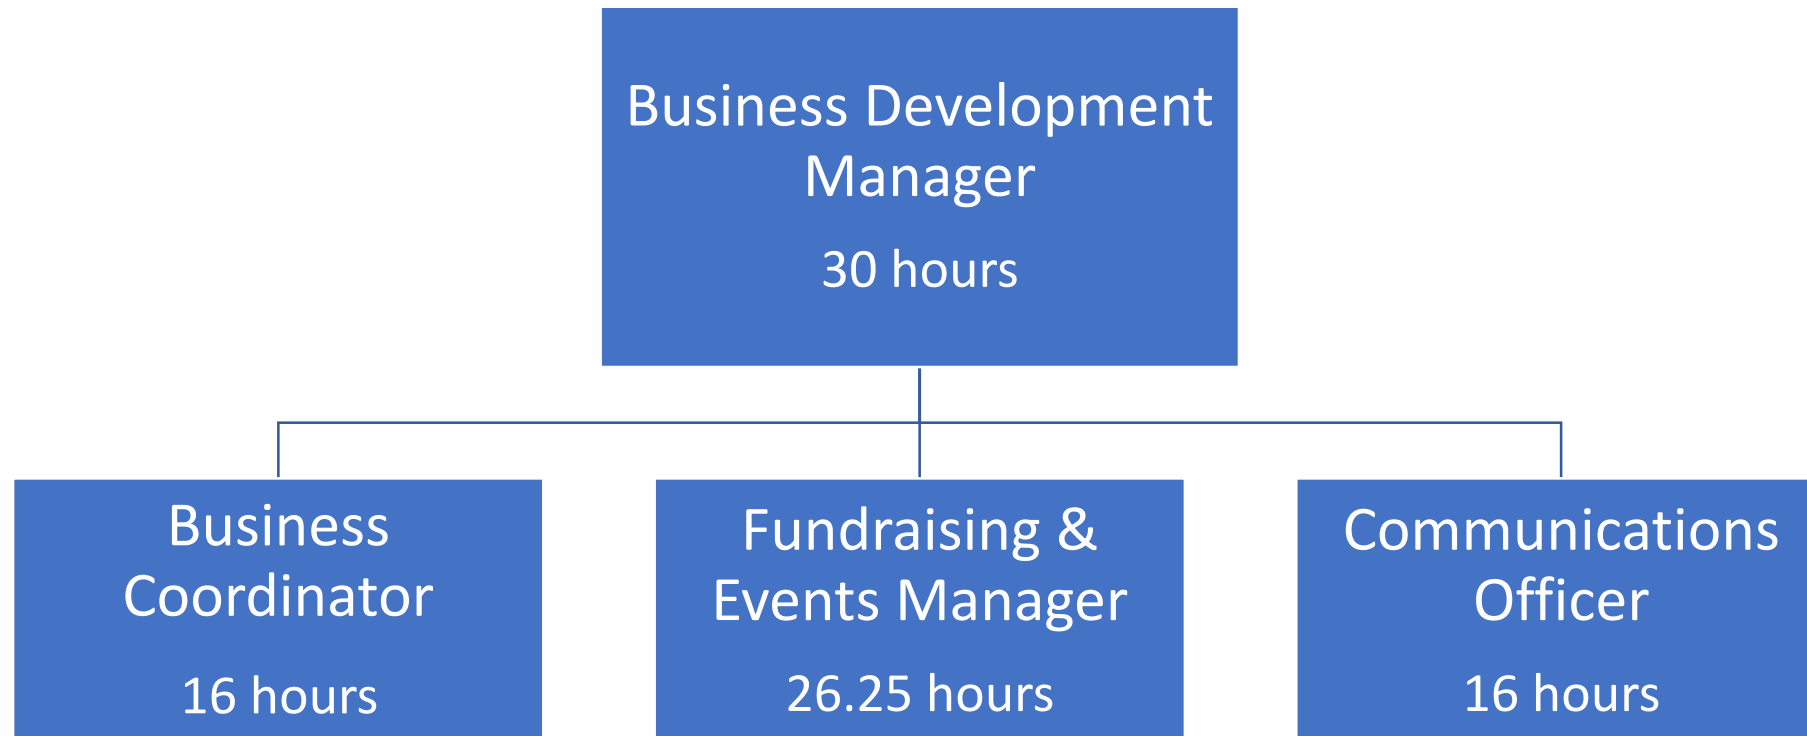 Business Development
Manager
30 hours
Business
Coordinator
16 hours
Fundraising &
Events Manager
26.25 hours
Communications
Officer
16 hours